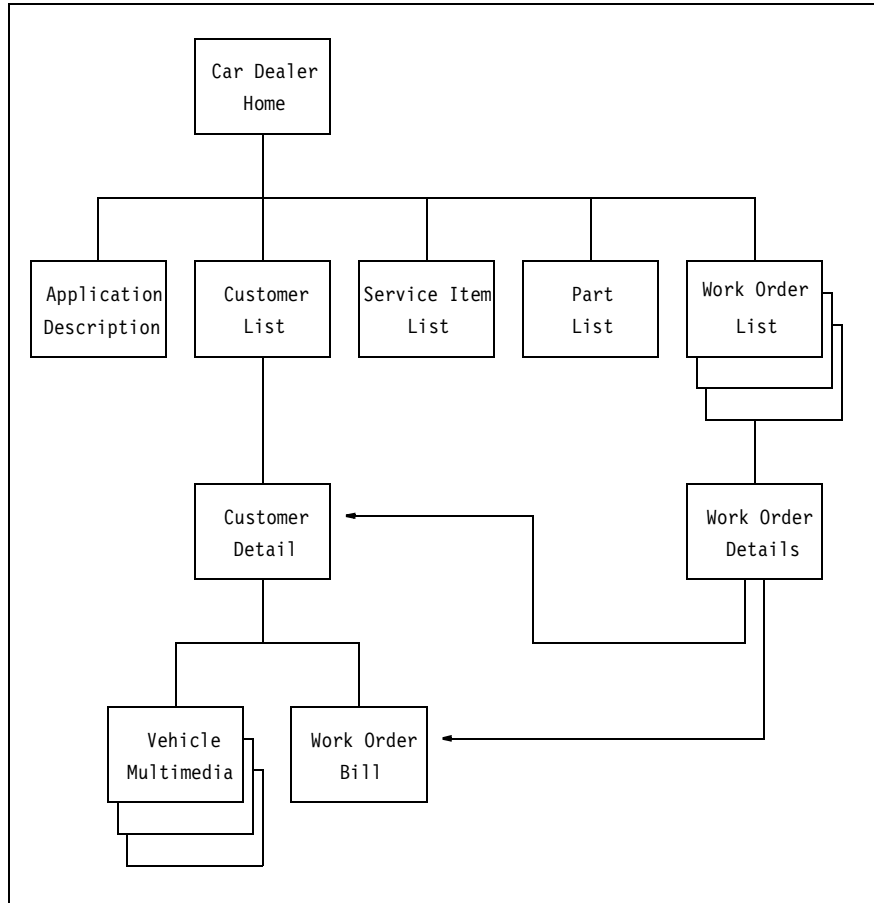 Car Dealer
Home
Application
Description
Customer
List
Service Item
List
Part
List
Work Order
List
Customer
Detail
Work Order
Details
Vehicle
Multimedia
Work Order
Bill